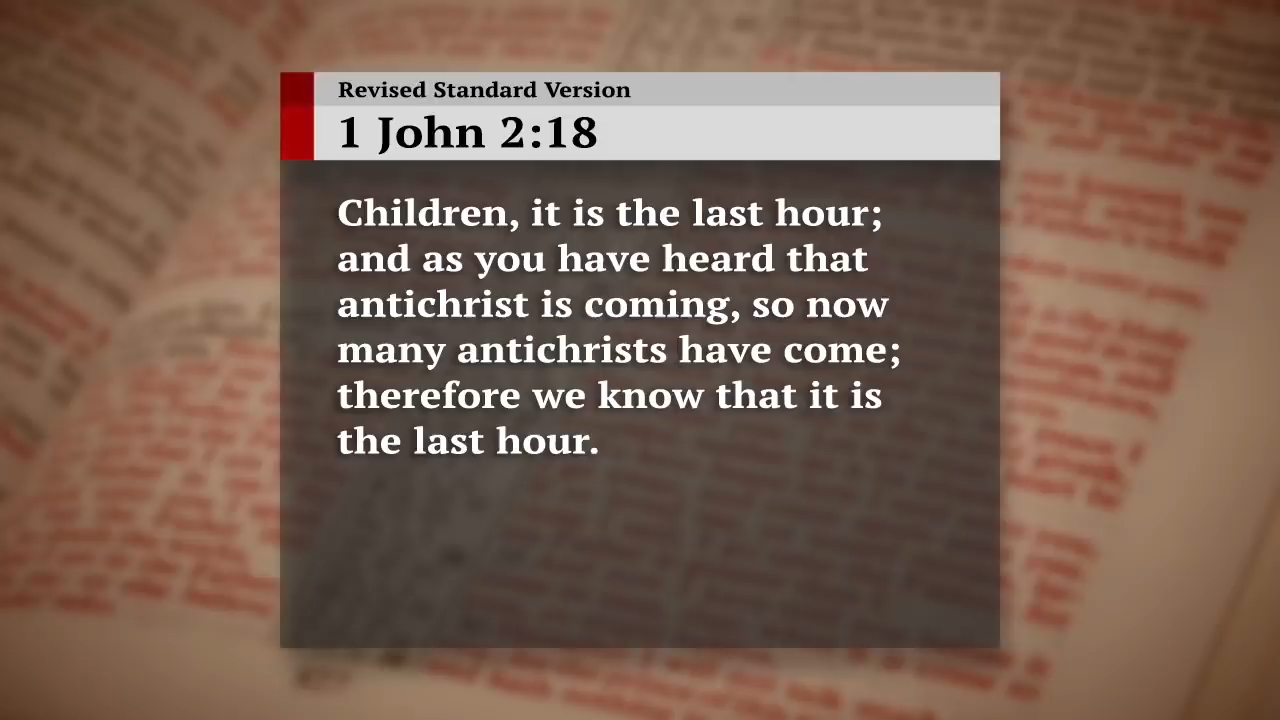 Revised Standard Version
1 John 2:18
Children, it is the last hour;
and as you have heard that
antichrist is coming, so now
many antichrists have come;
therefore we know that it is
the last hour.